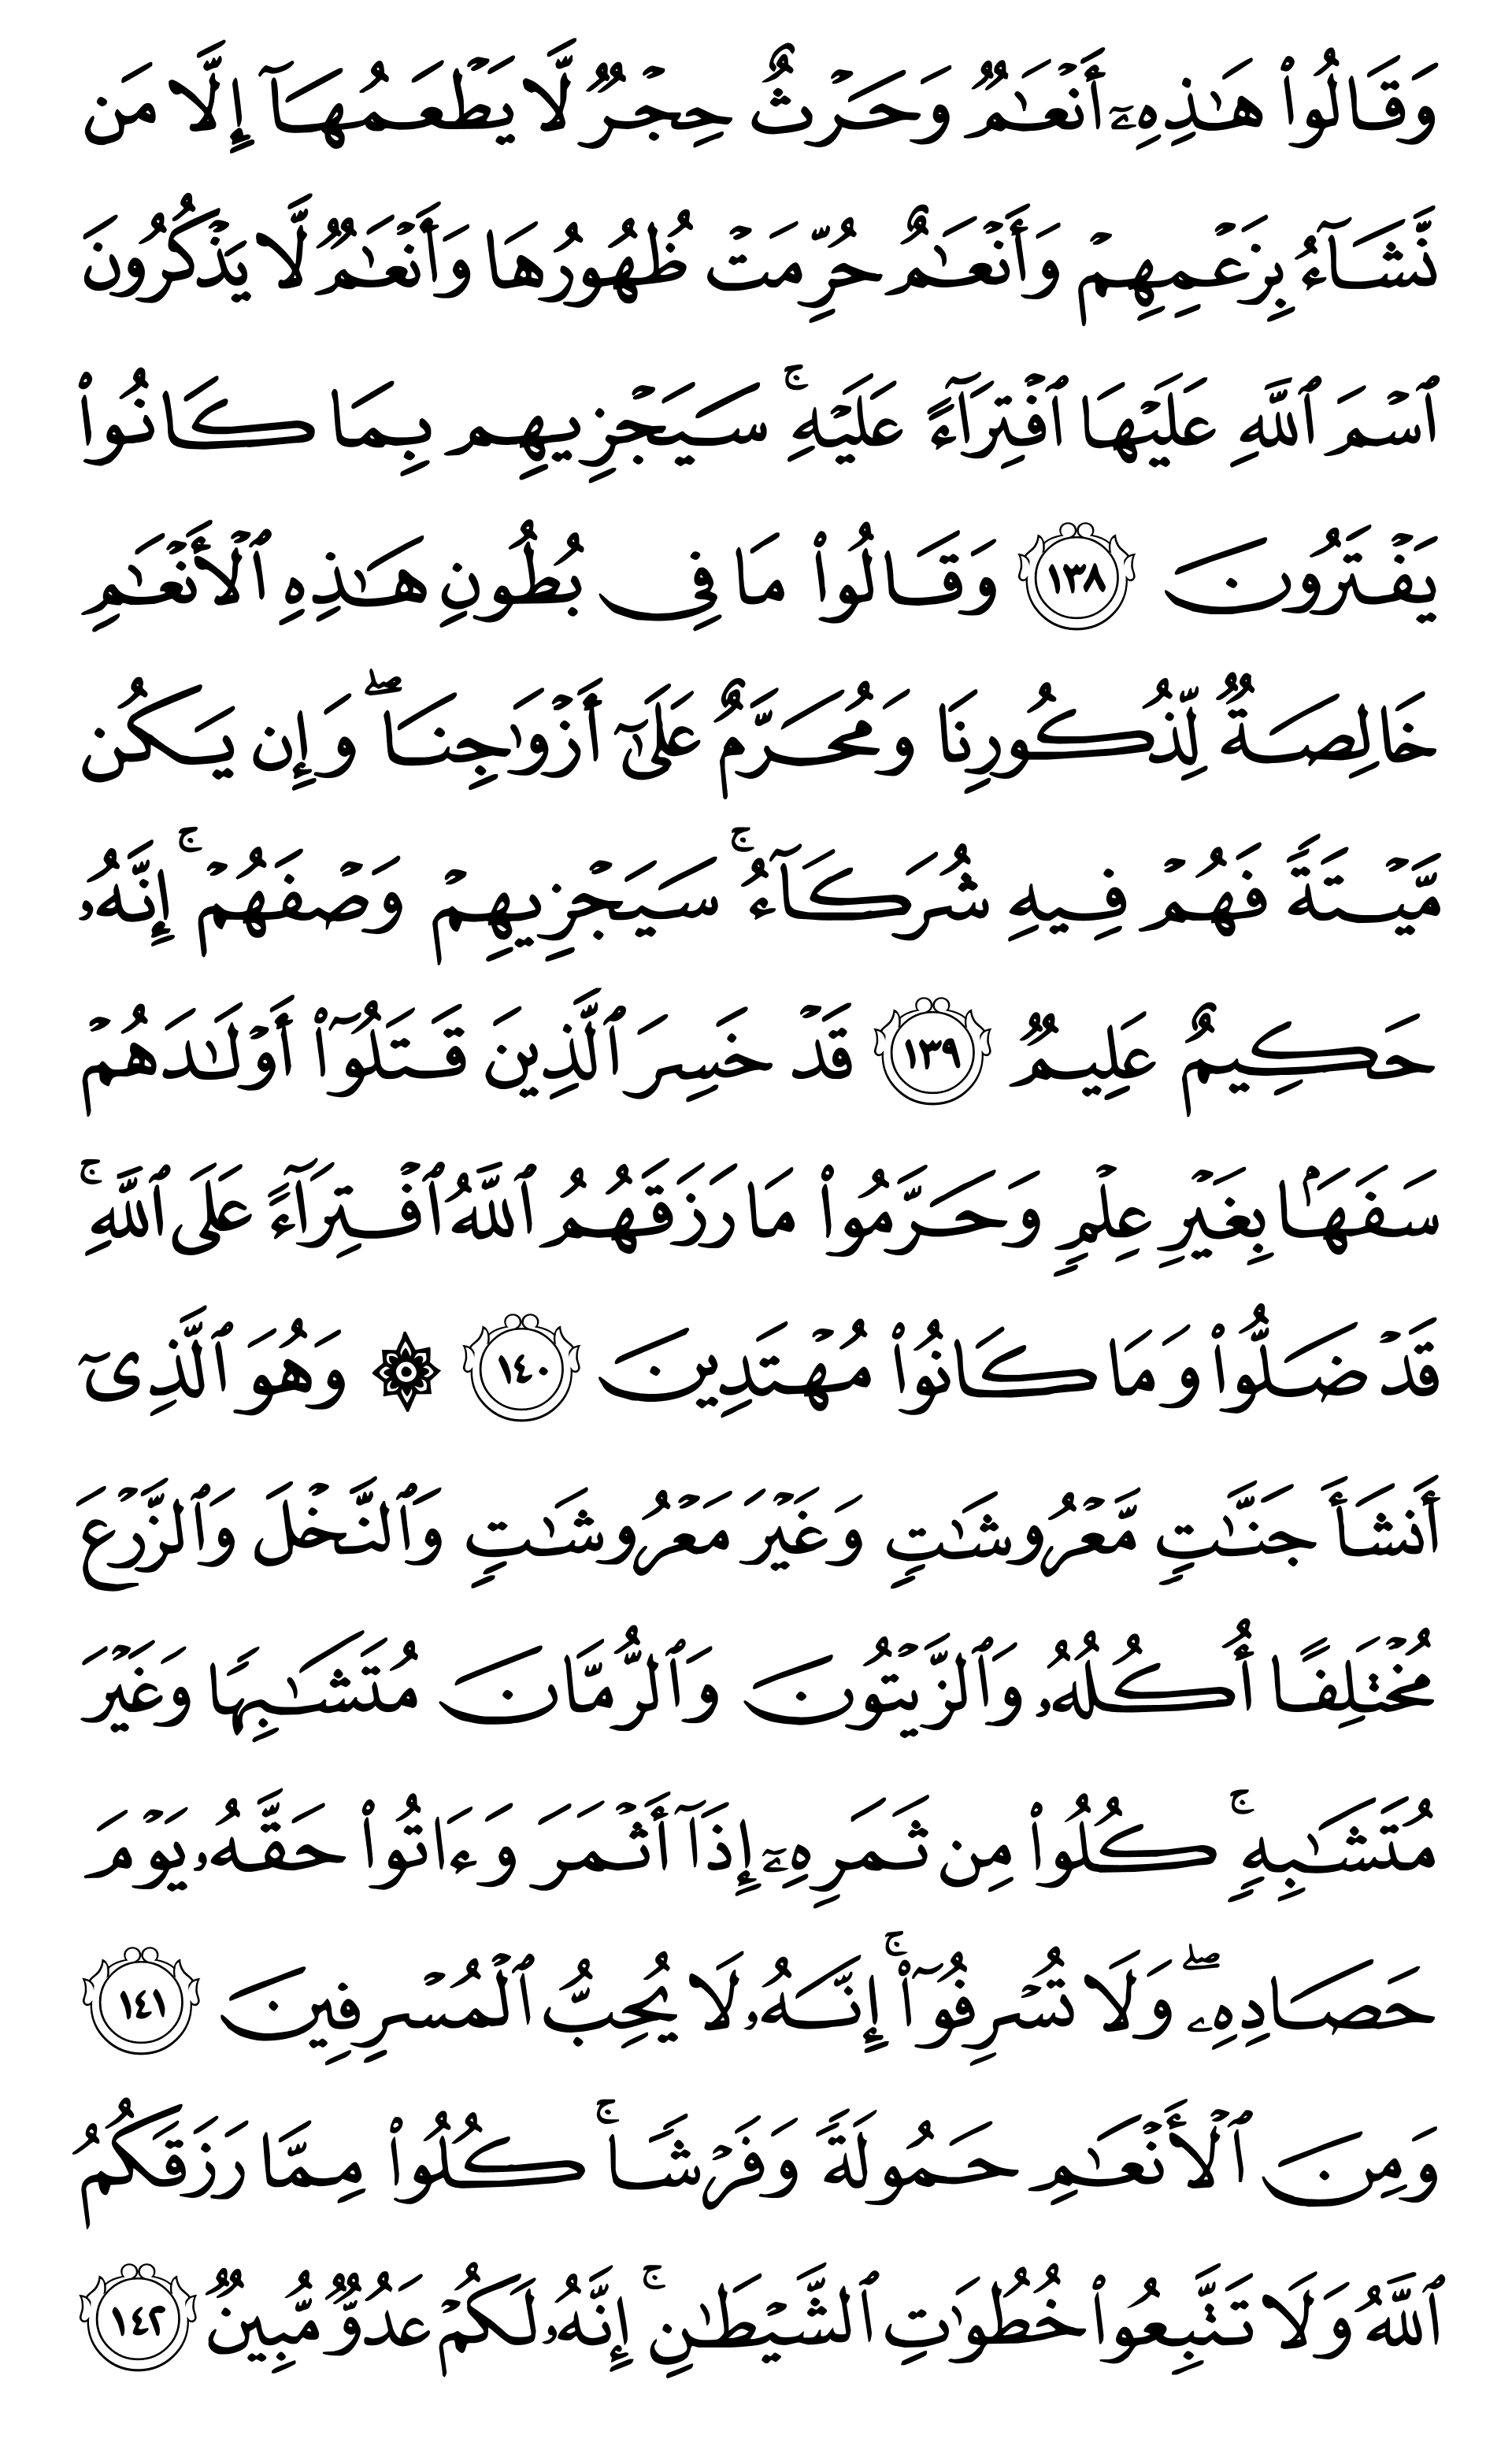 وَقَالُوا۟ هَـٰذِهِۦٓ أَنْعَـٰمٌ وَحَرْثٌ حِجْرٌ لَّا يَطْعَمُهَآ إِلَّا مَن
نَّشَآءُ بِزَعْمِهِمْ وَأَنْعَـٰمٌ حُرِّمَتْ ظُهُورُهَا وَأَنْعَـٰمٌ لَّا يَذْكُرُونَ
ٱسْمَ ٱللَّهِ عَلَيْهَا ٱفْتِرَآءً عَلَيْهِ ۚ سَيَجْزِيهِم بِمَا كَانُوا۟
يَفْتَرُونَ ١٣٨ وَقَالُوا۟ مَا فِى بُطُونِ هَـٰذِهِ ٱلْأَنْعَـٰمِ
خَالِصَةٌ لِّذُكُورِنَا وَمُحَرَّمٌ عَلَىٰٓ أَزْوَٰجِنَا ۖ وَإِن يَكُن
مَّيْتَةً فَهُمْ فِيهِ شُرَكَآءُ ۚ سَيَجْزِيهِمْ وَصْفَهُمْ ۚ إِنَّهُۥ
حَكِيمٌ عَلِيمٌ ١٣٩ قَدْ خَسِرَ ٱلَّذِينَ قَتَلُوٓا۟ أَوْلَـٰدَهُمْ
سَفَهَۢا بِغَيْرِ عِلْمٍ وَحَرَّمُوا۟ مَا رَزَقَهُمُ ٱللَّهُ ٱفْتِرَآءً عَلَى ٱللَّهِ ۚ
قَدْ ضَلُّوا۟ وَمَا كَانُوا۟ مُهْتَدِينَ ١٤٠ ۞ وَهُوَ ٱلَّذِىٓ
أَنشَأَ جَنَّـٰتٍ مَّعْرُوشَـٰتٍ وَغَيْرَ مَعْرُوشَـٰتٍ وَٱلنَّخْلَ وَٱلزَّرْعَ
مُخْتَلِفًا أُكُلُهُۥ وَٱلزَّيْتُونَ وَٱلرُّمَّانَ مُتَشَـٰبِهًا وَغَيْرَ
مُتَشَـٰبِهٍ ۚ كُلُوا۟ مِن ثَمَرِهِۦٓ إِذَآ أَثْمَرَ وَءَاتُوا۟ حَقَّهُۥ يَوْمَ
حَصَادِهِۦ ۖ وَلَا تُسْرِفُوٓا۟ ۚ إِنَّهُۥ لَا يُحِبُّ ٱلْمُسْرِفِينَ ١٤١
وَمِنَ ٱلْأَنْعَـٰمِ حَمُولَةً وَفَرْشًا ۚ كُلُوا۟ مِمَّا رَزَقَكُمُ
ٱللَّهُ وَلَا تَتَّبِعُوا۟ خُطُوَٰتِ ٱلشَّيْطَـٰنِ ۚ إِنَّهُۥ لَكُمْ عَدُوٌّ مُّبِينٌ ١٤٢